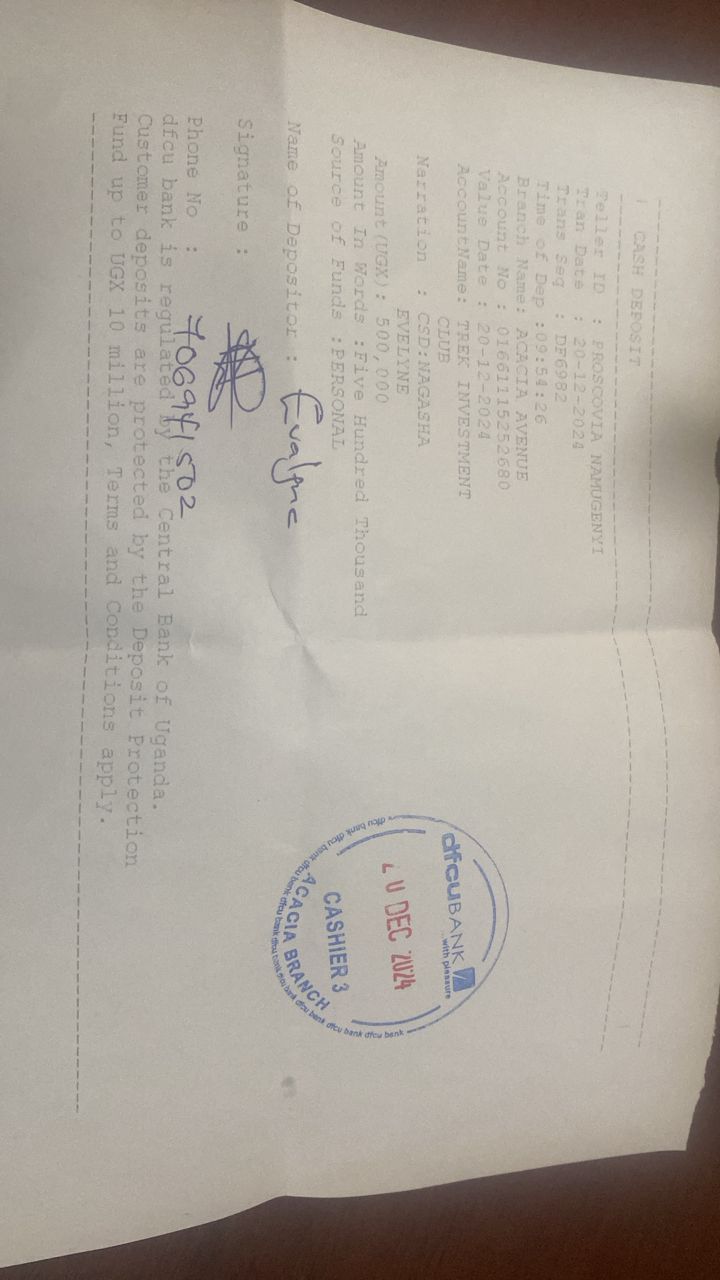 CASH DEPOSIT
Teller ID : PROSCOVIA NAMUGENYI
Tran Date : 20-12-2024
Trans Seq : DF6982
Time of Dep :09:54:26
Branch Name: ACACIA AVENUE
Account No : 01661115252680
Value Date : 20-12-2024
AccountName: TREK INVESTMENT
CLUB
Narration : CSD:NAGASHA
EVELYNE
Amount(UGX): 500,000
Amount In Words :Five Hundred Thousand
Source of Funds :PERSONAL
Name of Depositor : Evalyne
Signature :
Phone No :
dfcu bank is regulated by the Central Bank of Uganda.
Customer deposits are protected by the Deposit Protection
Fund up to UGX 10 million, Terms and Conditions apply.
dfcu BANK
with pleasure
20 DEC 2024
CASHIER 3
ACACIA BRANCH
dfcu bank dfcu bank dfcu bank dfcu bank dfcu bank dfcu bank